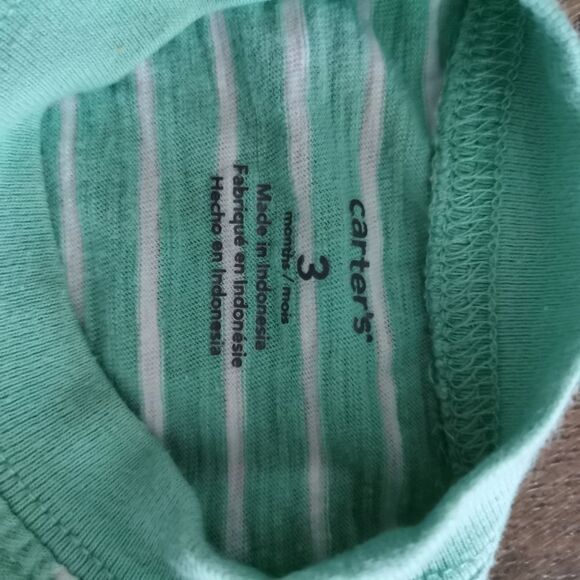 carter's
3
months / mois
Made in Indonesia
Fabriqué en Indonésie
Hecho en Indonesia